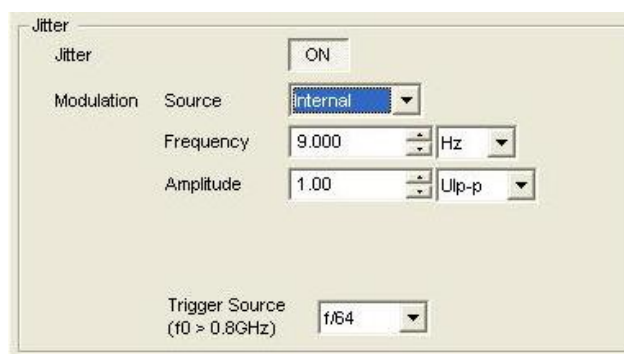 Jitter
Jitter ON
Modulation Source Internal
Frequency 9.000 Hz
Amplitude 1.00 UIp-p
Trigger Source
(f0 > 0.8GHz) f/64